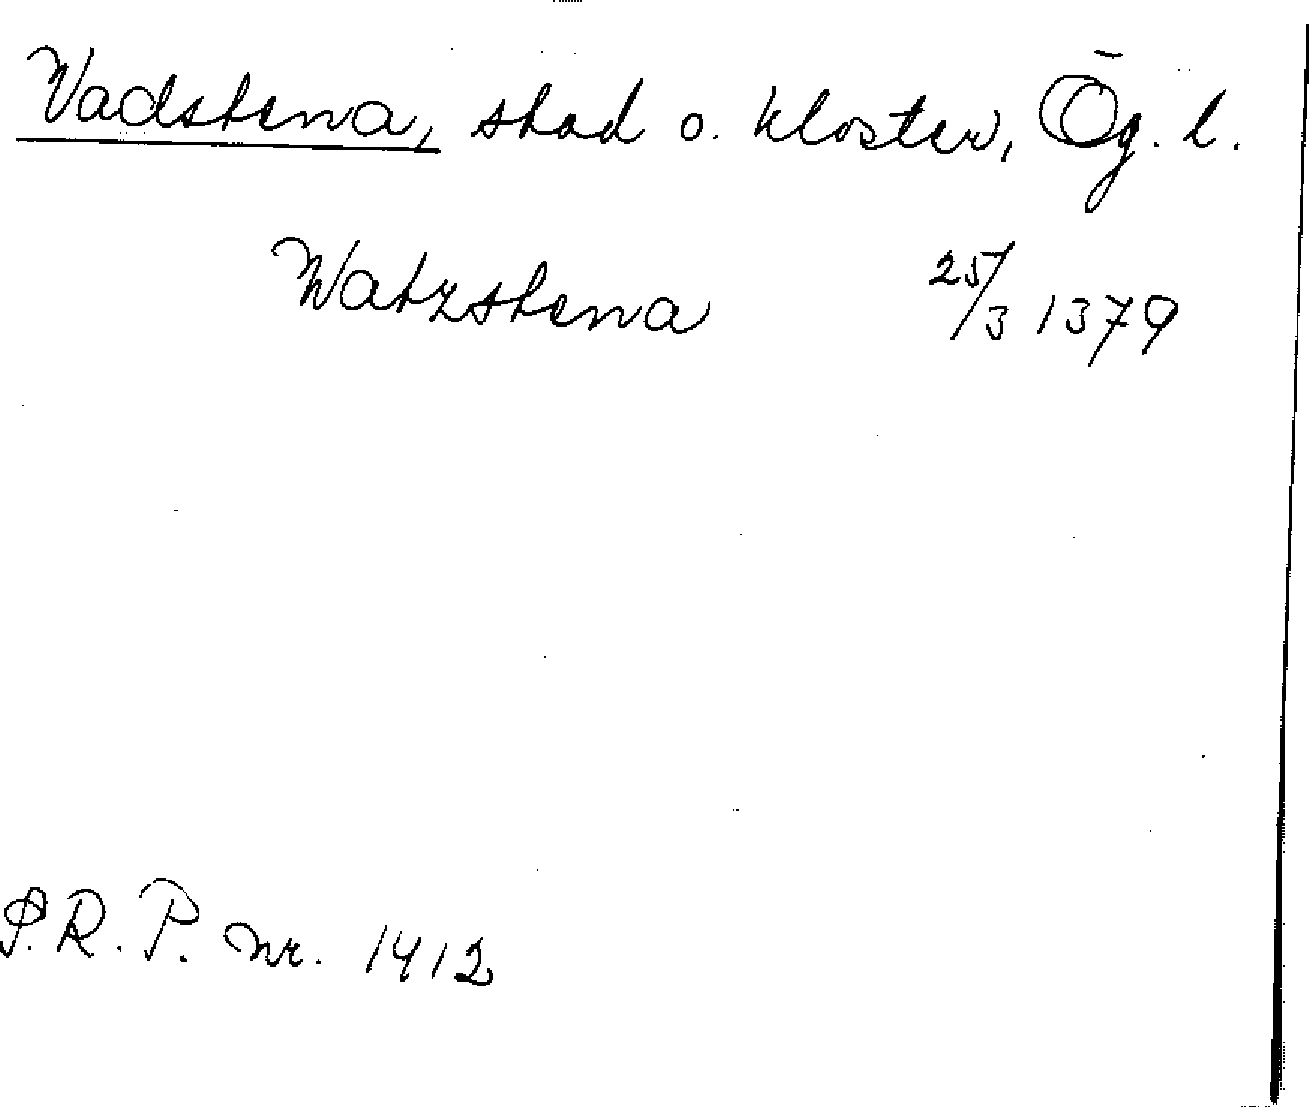 Vadstena, stad o. kloster, Ög. l.
Watzstena 25/3 1379
S.R.P. nr. 1412